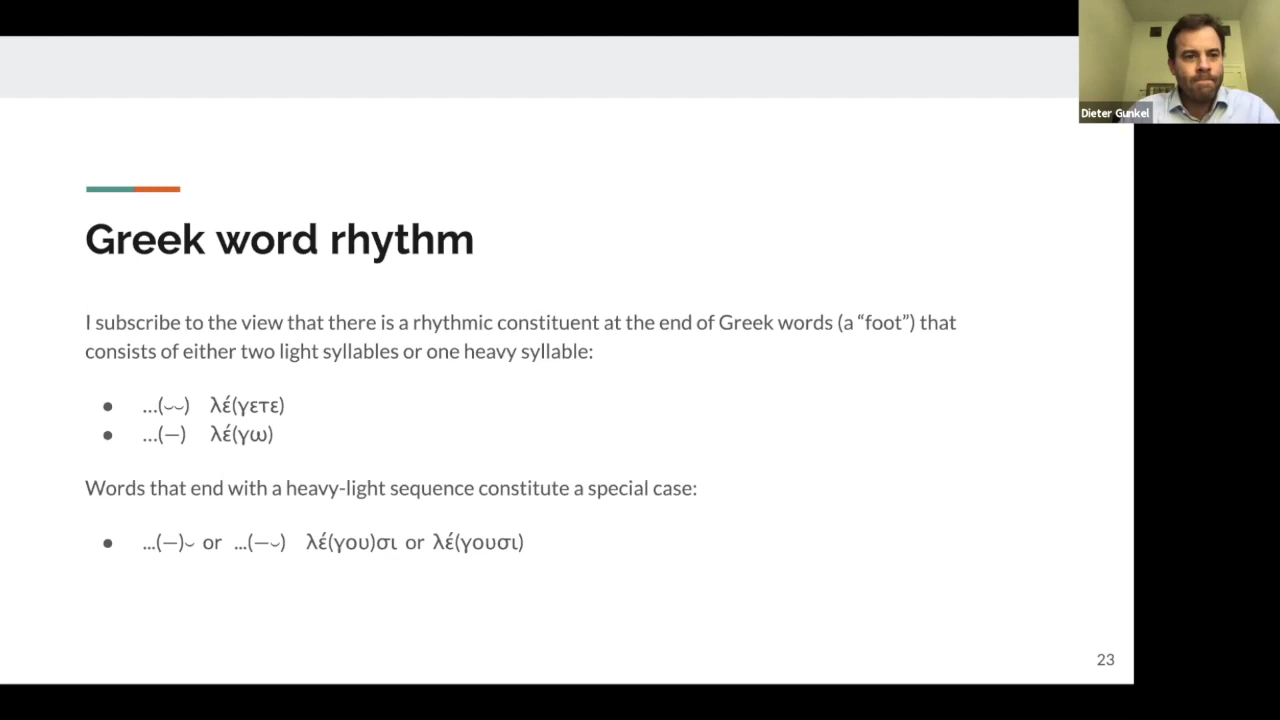 Dieter Gunkel
Greek word rhythm
I subscribe to the view that there is a rhythmic constituent at the end of Greek words (a “foot”) that
consists of either two light syllables or one heavy syllable:
● …(⏑⏑) λέ(γετε)
● …(—) λέ(γω)
Words that end with a heavy-light sequence constitute a special case:
● …(—)⏑ or …(—⏑) λέ(γου)σι or λέ(γουσι)
23